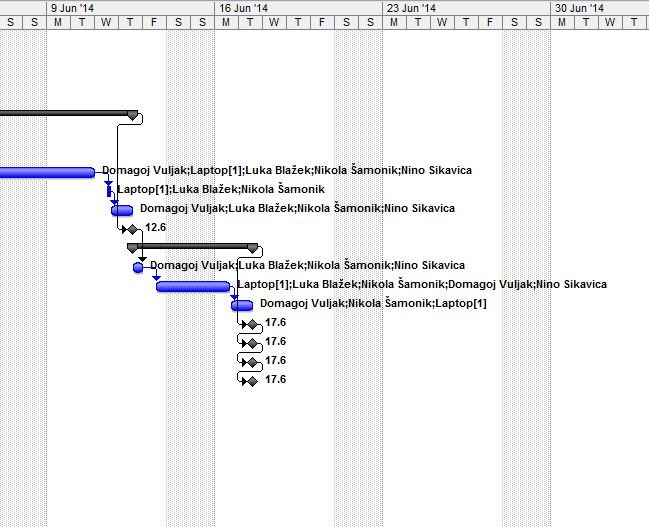 9 Jun '14 16 Jun '14 23 Jun '14 30 Jun '14
S S M T W T F S S M T W T F S S M T W T F S S M T W T
Domagoj Vuljak;Laptop[1];Luka Blažek;Nikola Šamonik;Nino Sikavica
Laptop[1];Luka Blažek;Nikola Šamonik
Domagoj Vuljak;Luka Blažek;Nikola Šamonik;Nino Sikavica
12.6
Domagoj Vuljak;Luka Blažek;Nikola Šamonik;Nino Sikavica
Laptop[1];Luka Blažek;Nikola Šamonik;Domagoj Vuljak;Nino Sikavica
Domagoj Vuljak;Nikola Šamonik;Laptop[1]
17.6
17.6
17.6
17.6